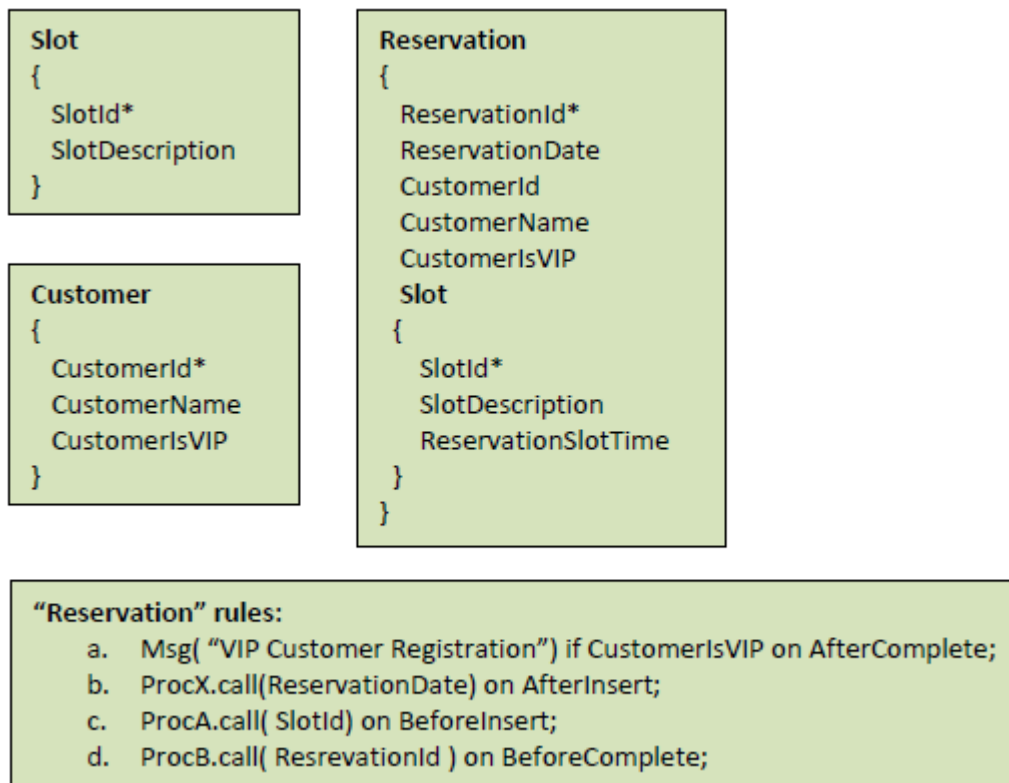 Slot
{
SlotId*
SlotDescription
}
Customer
{
CustomerId*
CustomerName
CustomerIsVIP
}
Reservation
{
ReservationId*
ReservationDate
CustomerId
CustomerName
CustomerIsVIP
Slot
{
SlotId*
SlotDescription
ReservationSlotTime
}
}
“Reservation” rules:
a. Msg( “VIP Customer Registration”) if CustomerIsVIP on AfterComplete;
b. ProcX.call(ReservationDate) on AfterInsert;
c. ProcA.call( SlotId) on BeforeInsert;
d. ProcB.call( ResrevationId ) on BeforeComplete;